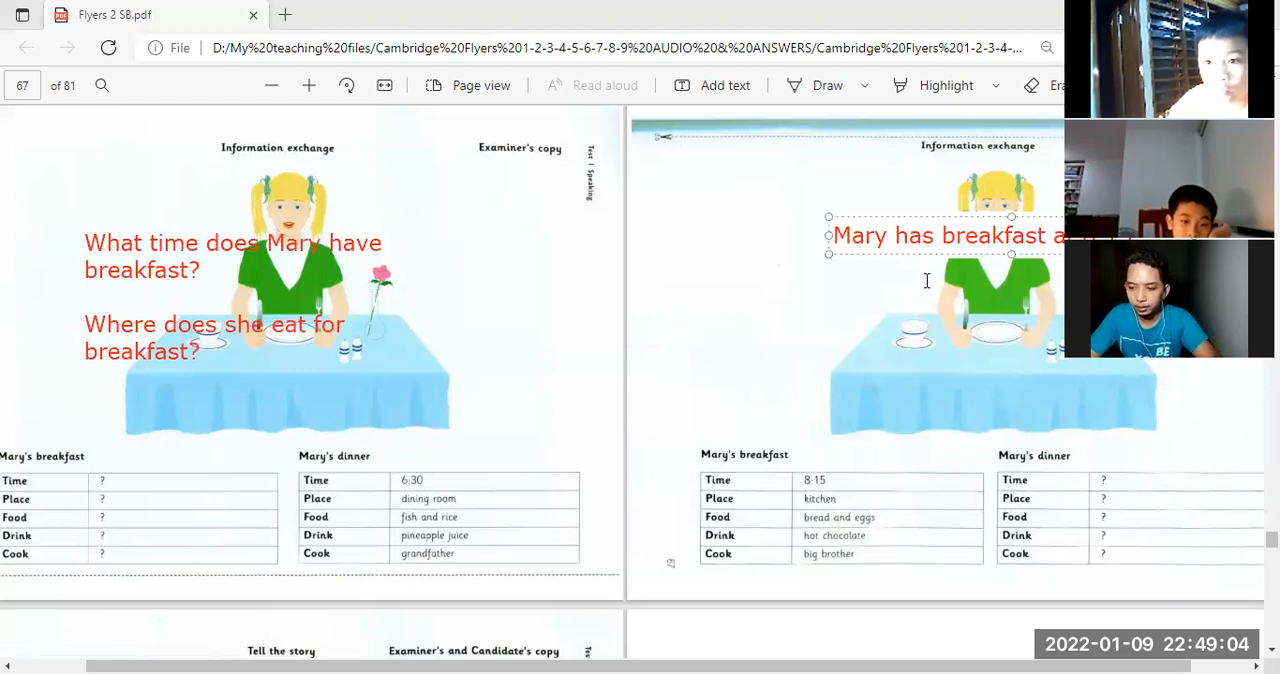 Flyers 2 SB.pdf
File
D:/My%20teaching%20files/Cambridge%20Flyers%201-2-3-4-5-6-7-8-9%20AUDIO%20&%20ANSWERS/Cambridge%20Flyers%201-2-3-4-...
67 of 81
Page view
Read aloud
Add text
Draw
Highlight
Information exchange
Examiner's copy
Test 1 Speaking
What time does Mary have
breakfast?
Where does she eat for
breakfast?
Mary's breakfast
Time ?
Place ?
Food ?
Drink ?
Cook ?
Mary's dinner
Time 6:30
Place dining room
Food fish and rice
Drink pineapple juice
Cook grandfather
Information exchange
Mary has breakfast
Mary's breakfast
Time 8:15
Place kitchen
Food bread and eggs
Drink hot chocolate
Cook big brother
Mary's dinner
Time ?
Place ?
Food ?
Drink ?
Cook ?
67
Tell the story
Examiner's and Candidate's copy
BE
2022-01-09 22:49:04